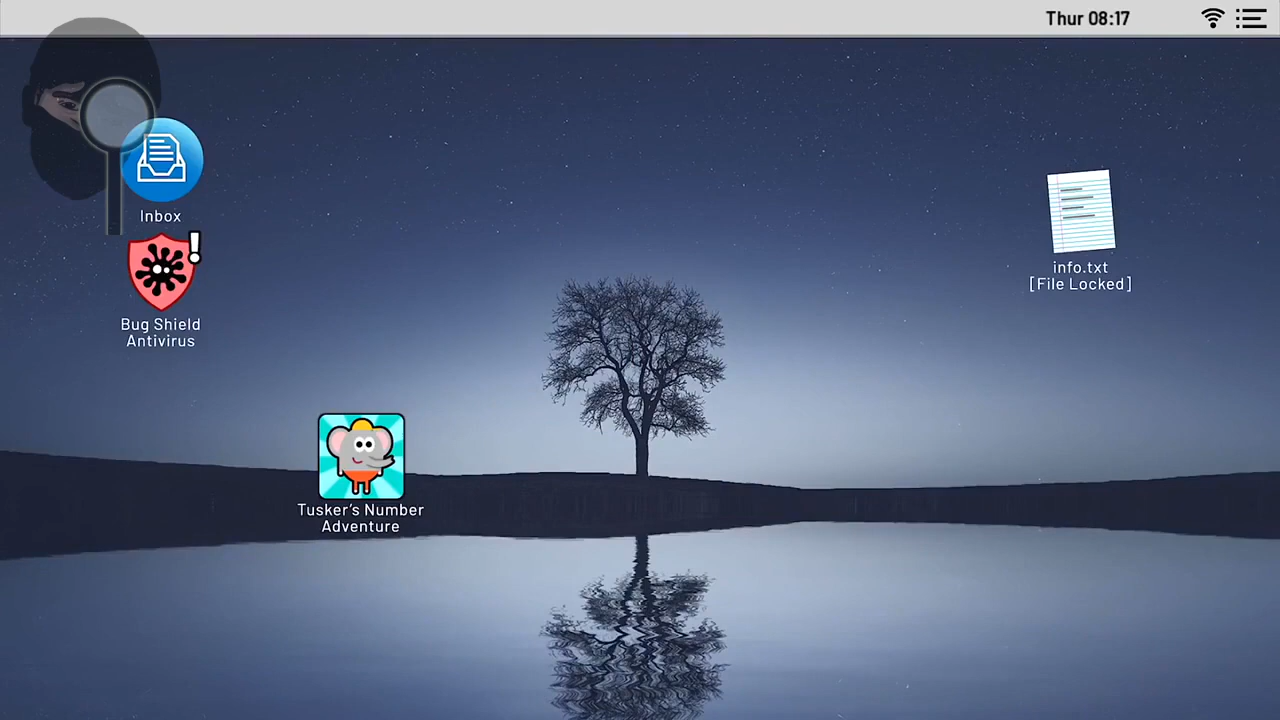 Thur 08:17
Inbox
Bug Shield
Antivirus
info.txt
[File Locked]
Tusker's Number
Adventure